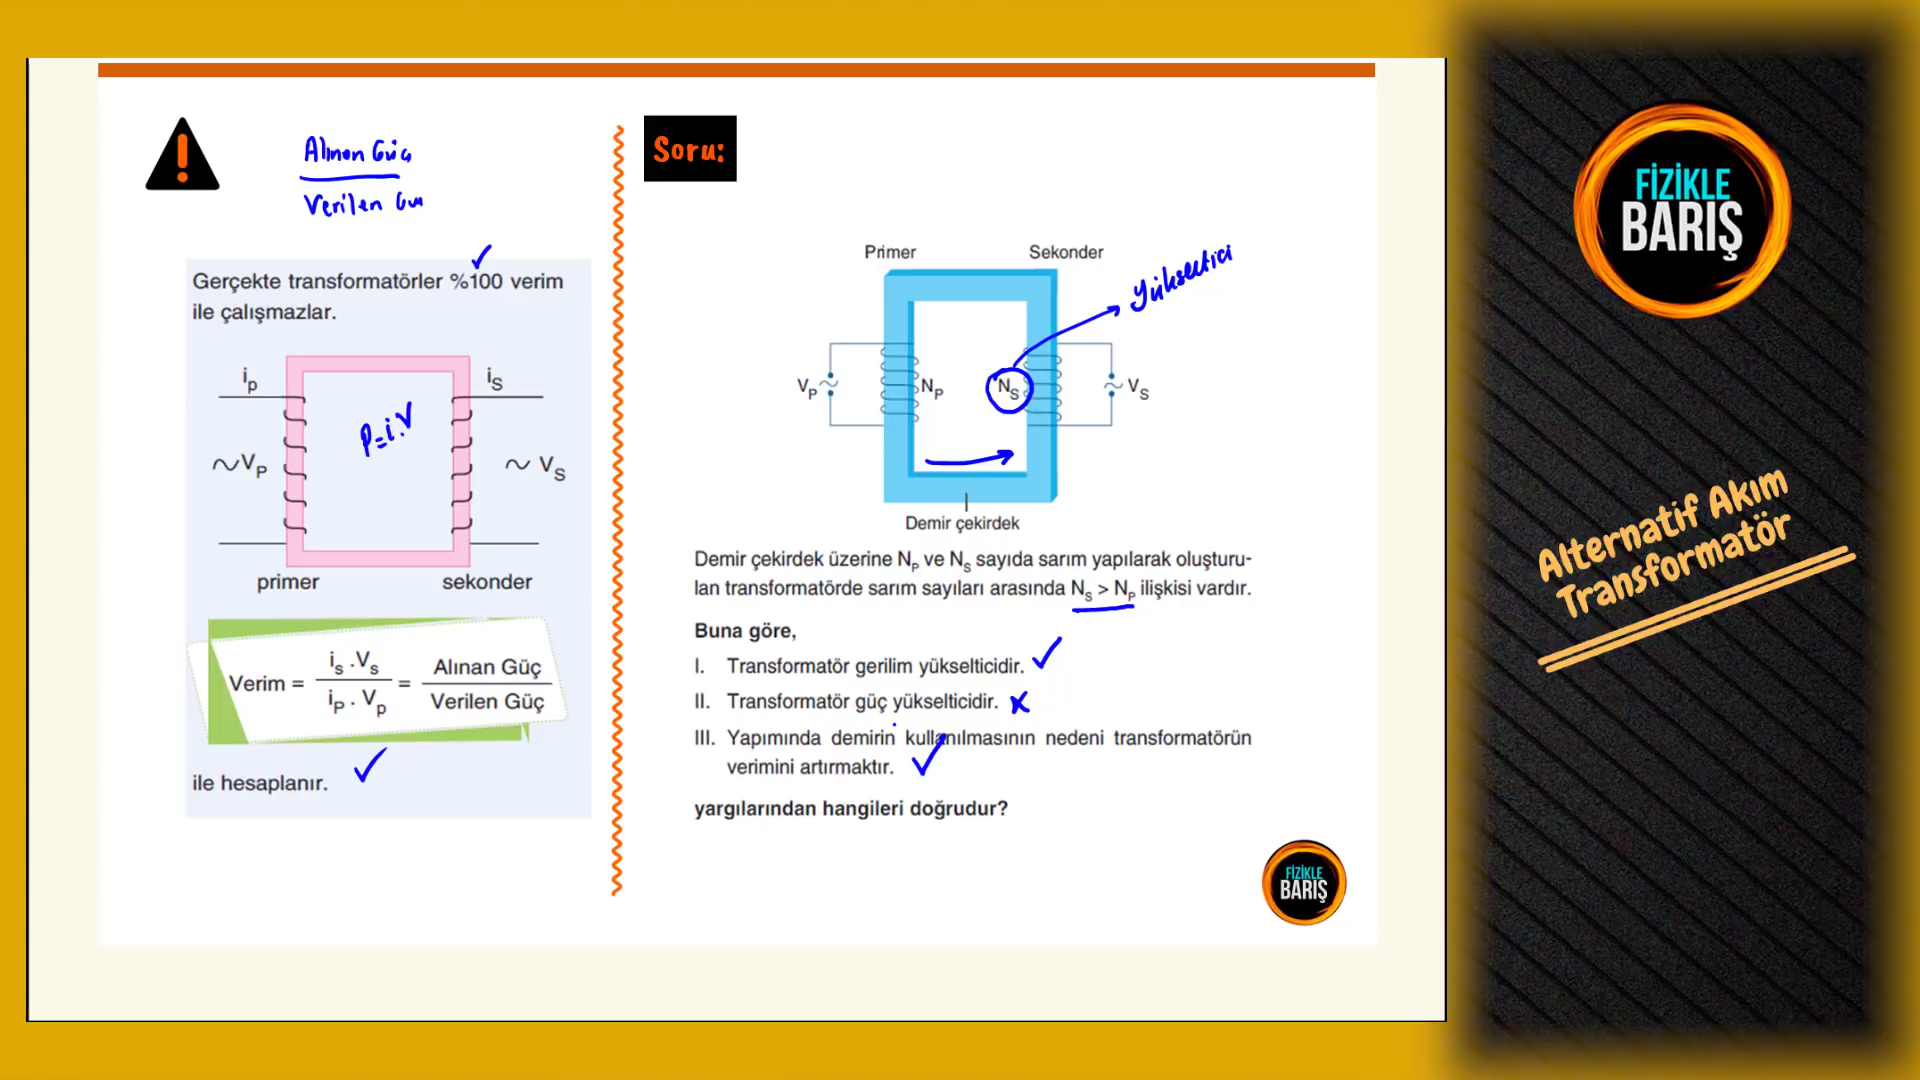 Alınan Güç
Verilen
Gerçekte transformatörler %100 verim
ile çalışmazlar.
ip
iS
P=i.V
∼VP
∼ VS
primer
sekonder
Verim = is .Vs / iP . Vp = Alınan Güç / Verilen Güç
ile hesaplanır.
Soru:
Primer
Sekonder
Yükseltici
VP
NP
NS
VS
Demir çekirdek
Demir çekirdek üzerine NP ve NS sayıda sarım yapılarak oluşturu-
lan transformatörde sarım sayıları arasında NS > NP ilişkisi vardır.
Buna göre,
I. Transformatör gerilim yükselticidir.
II. Transformatör güç yükselticidir.
III. Yapımında demirin kullanılmasının nedeni transformatörün
verimini artırmaktır.
yargılarından hangileri doğrudur?
FİZİKLE
BARIŞ
FİZİKLE
BARIŞ
Alternatif Akım
Transformatör